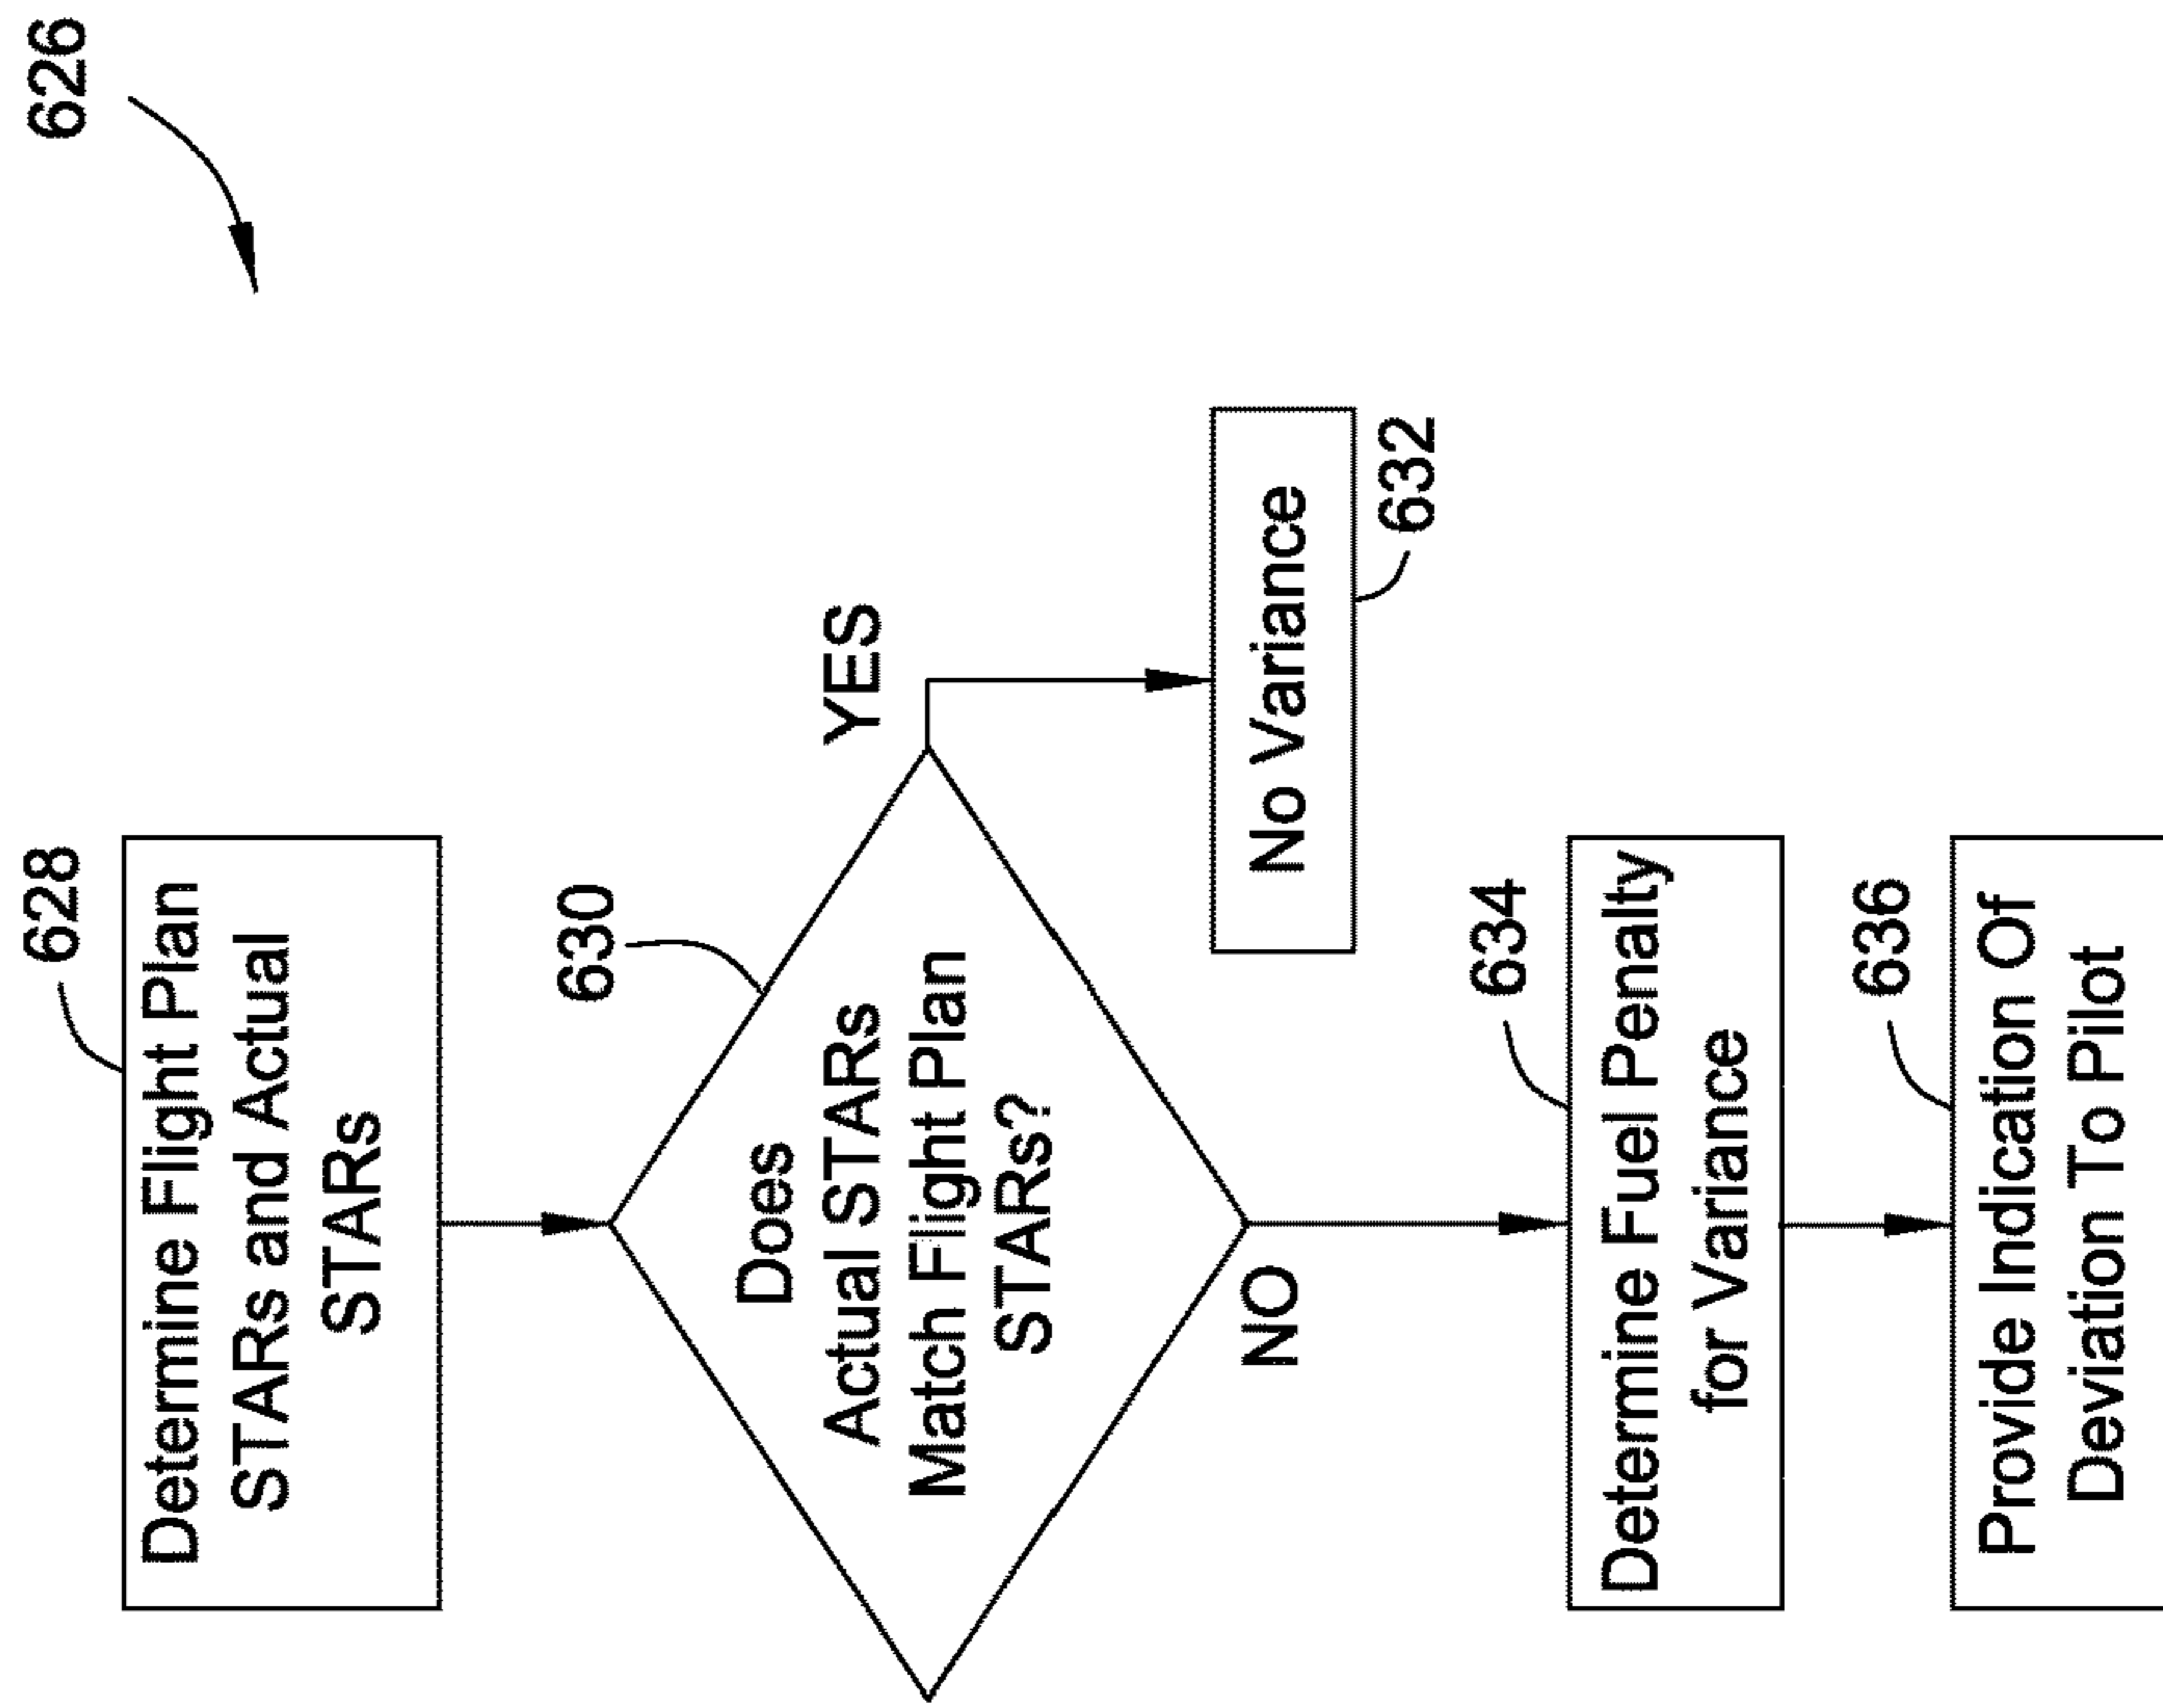 626
628
Determine Flight Plan
STARs and Actual
STARs
630
Does
Actual STARs
Match Flight Plan
STARs?
YES
No Variance
632
NO
634
Determine Fuel Penalty
for Variance
636
Provide Indication Of
Deviation To Pilot